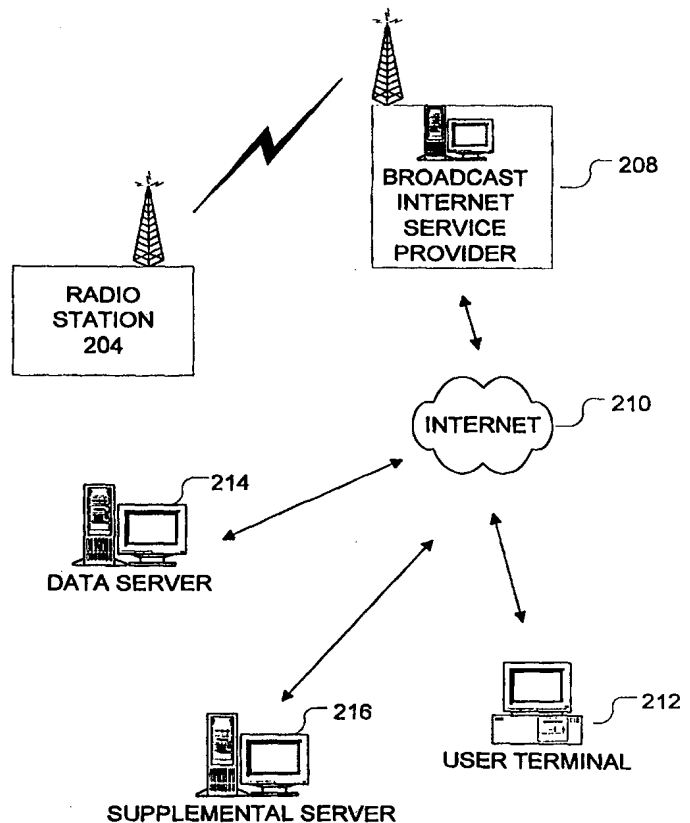 208
BROADCAST
INTERNET
SERVICE
PROVIDER
RADIO
STATION
204
INTERNET
210
214
DATA SERVER
216
SUPPLEMENTAL SERVER
212
USER TERMINAL